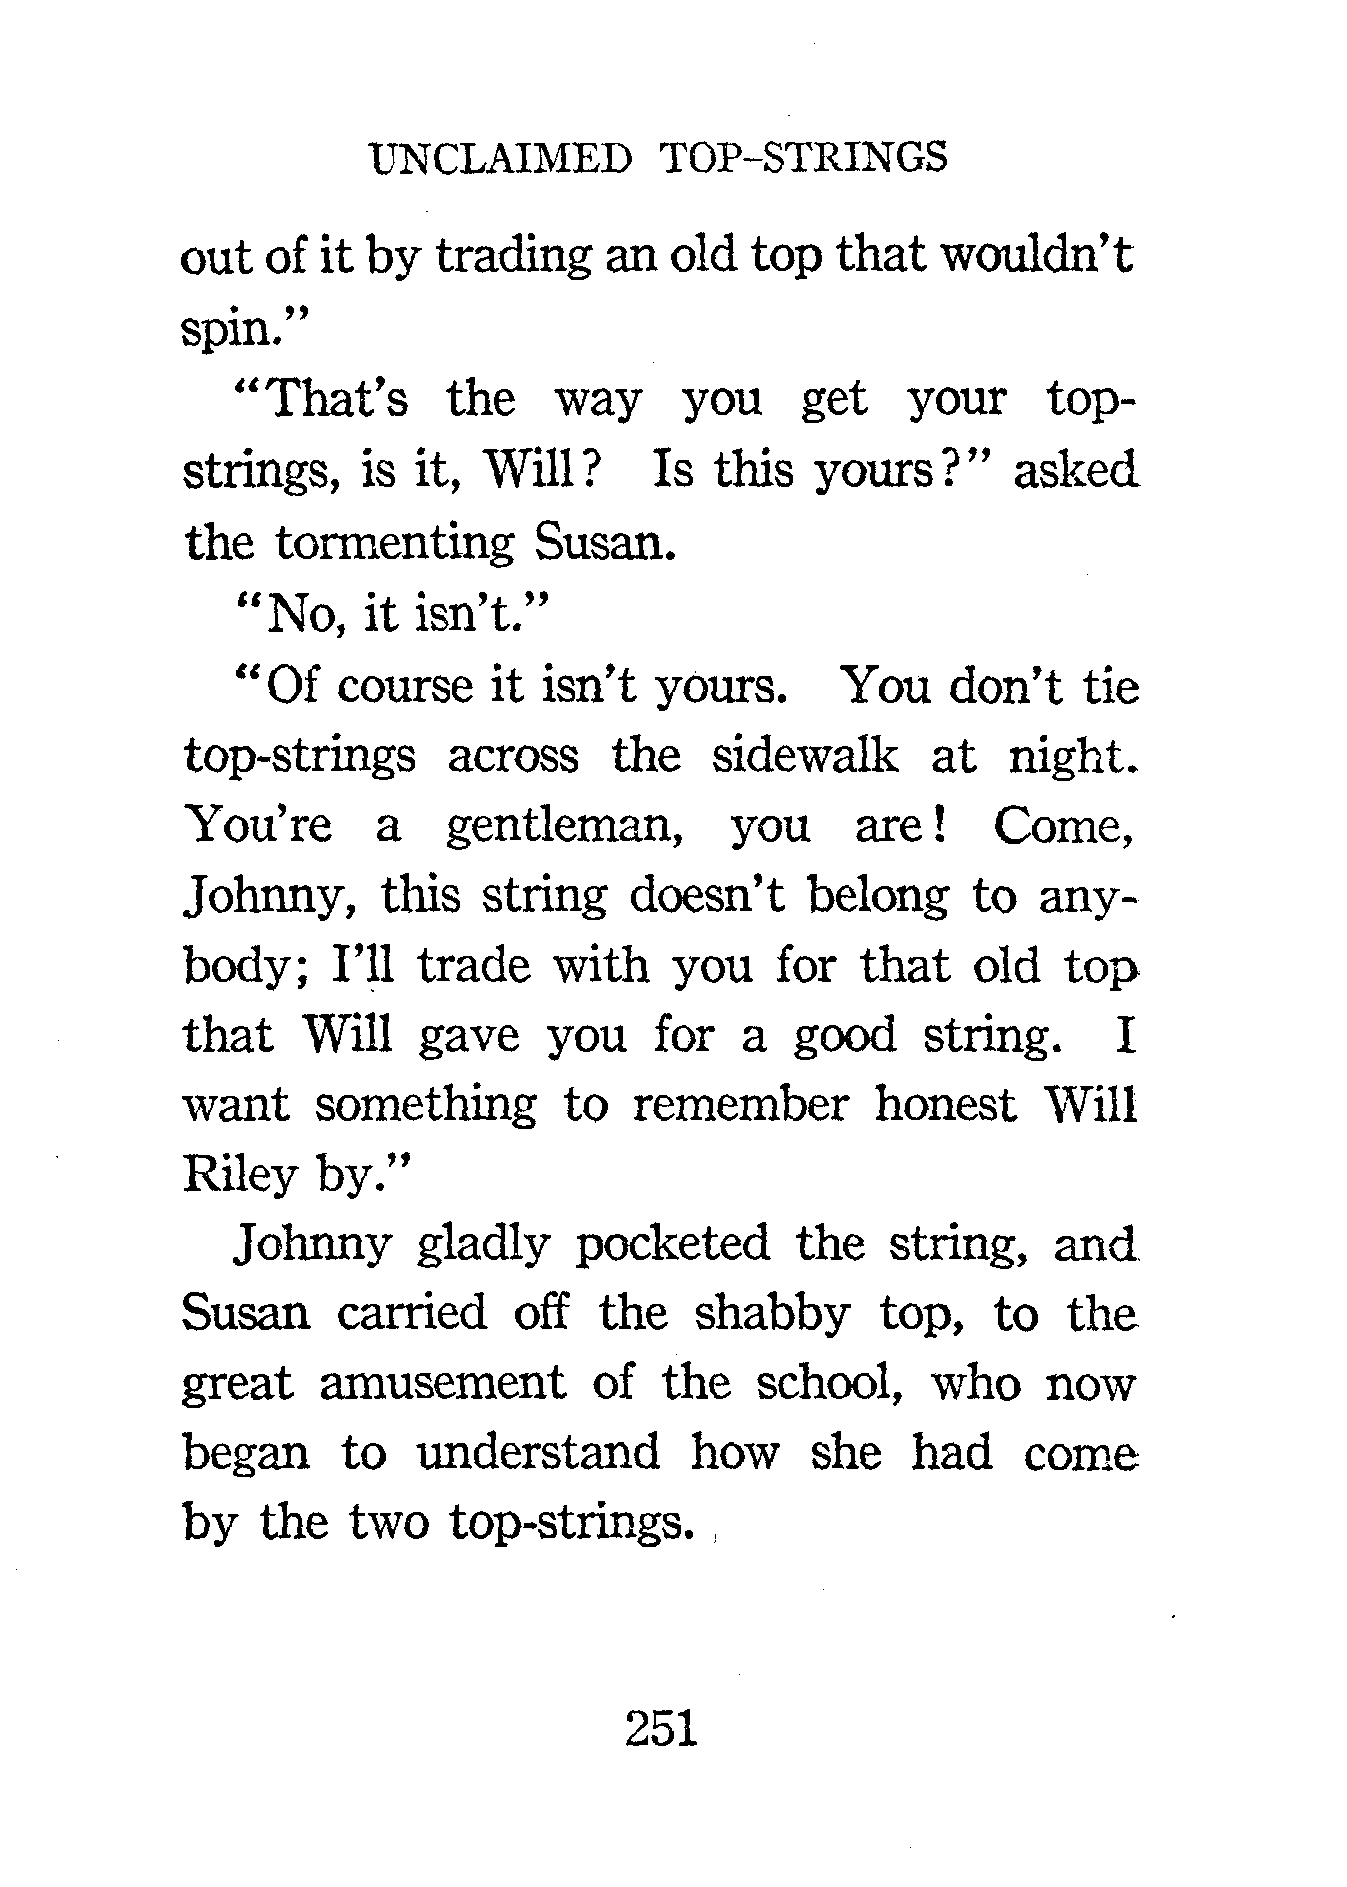 UNCLAIMED TOP-STRINGS
out of it by trading an old top that wouldn't
spin."
"That's the way you get your top-
strings, is it, Will? Is this yours?" asked
the tormenting Susan.
"No, it isn't."
"Of course it isn't yours. You don't tie
top-strings across the sidewalk at night.
You're a gentleman, you are! Come,
Johnny, this string doesn't belong to any-
body; I'll trade with you for that old top
that Will gave you for a good string. I
want something to remember honest Will
Riley by."
Johnny gladly pocketed the string, and
Susan carried off the shabby top, to the
great amusement of the school, who now
began to understand how she had come
by the two top-strings.
251